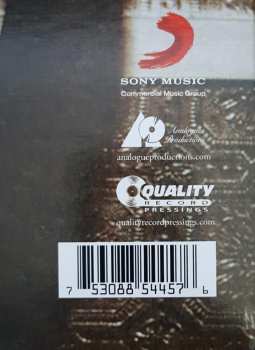 SONY MUSIC
Commercial Music Group
Analogue
Productions
analogueproductions.com
QUALITY
RECORD
PRESSINGS
qualityrecordpressings.com
7 53088 54457 6